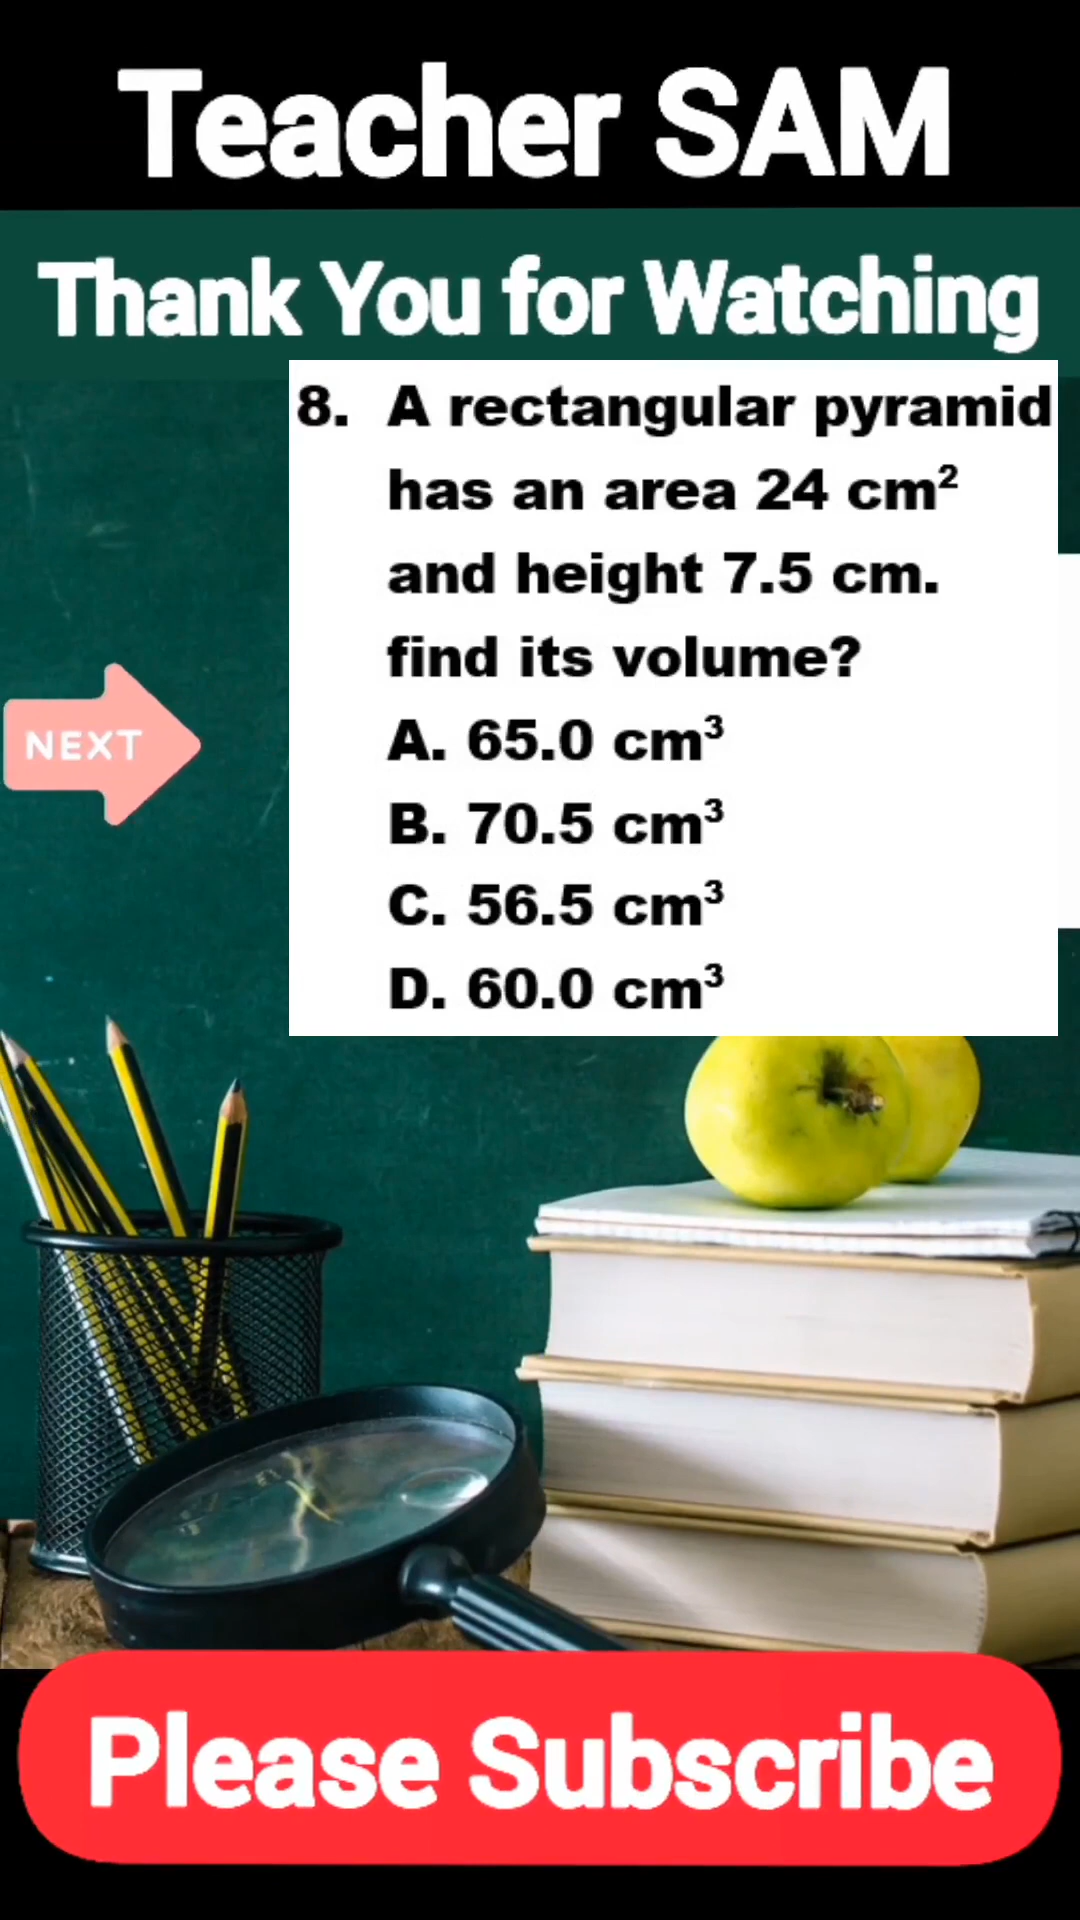 Teacher SAM
Thank You for Watching
8. A rectangular pyramid
has an area 24 cm²
and height 7.5 cm.
find its volume?
A. 65.0 cm³
B. 70.5 cm³
C. 56.5 cm³
D. 60.0 cm³
NEXT
Please Subscribe